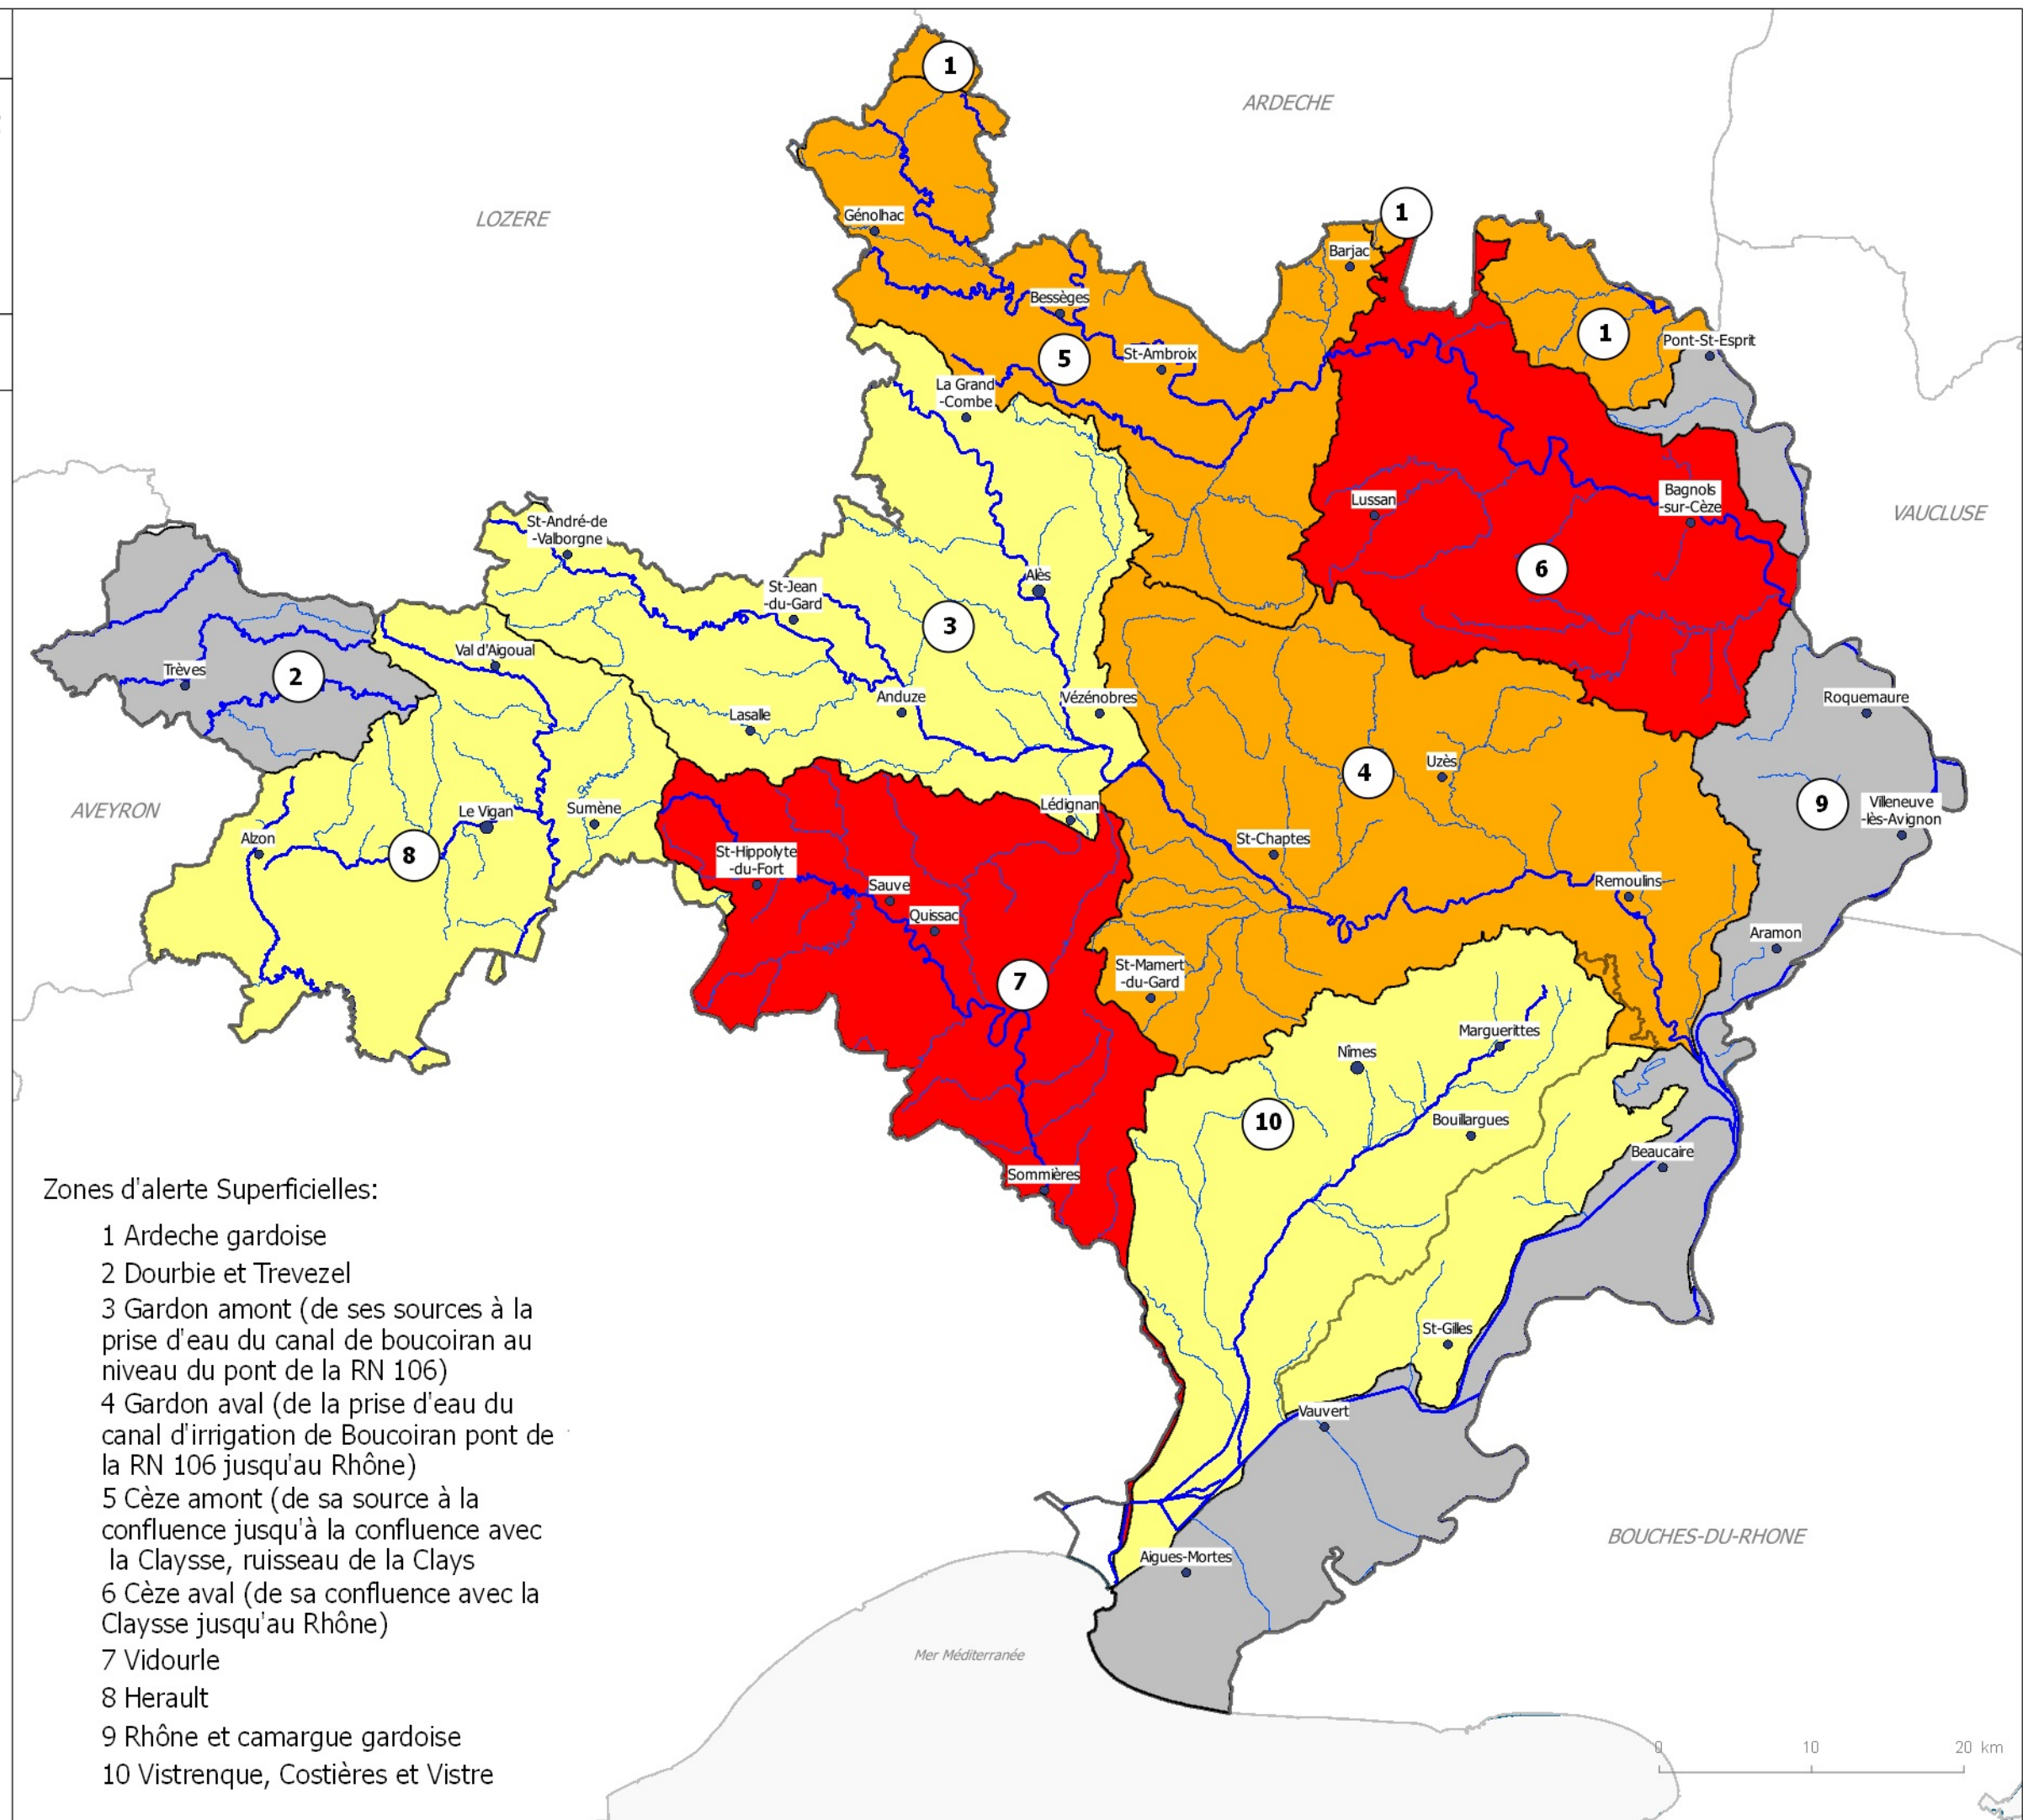 1
ARDECHE
LOZERE
Génolhac
1
Barjac
Bessèges
1
Pont-St-Esprit
5
St-Ambroix
La Grand
-Combe
Lussan
Bagnols
-sur-Cèze
VAUCLUSE
St-André-de
-Valborgne
6
Alès
St-Jean
-du-Gard
3
Val d'Aigoual
Trèves
2
Anduze
Vézénobres
Roquemaure
Lasalle
Uzès
4
AVEYRON
Le Vigan
Sumène
Lédignan
9
Villeneuve
-lès-Avignon
Alzon
8
St-Chaptes
St-Hippolyte
-du-Fort
Sauve
Remoulins
Quissac
Aramon
St-Mamert
-du-Gard
7
Marguerittes
Nîmes
10
Bouillargues
Beaucaire
Sommières
St-Gilles
Vauvert
Aigues-Mortes
BOUCHES-DU-RHONE
Mer Méditerranée
0 10 20 km
Zones d'alerte Superficielles:
1 Ardeche gardoise
2 Dourbie et Trevezel
3 Gardon amont (de ses sources à la
prise d'eau du canal de boucoiran au
niveau du pont de la RN 106)
4 Gardon aval (de la prise d'eau du
canal d'irrigation de Boucoiran pont de
la RN 106 jusqu'au Rhône)
5 Cèze amont (de sa source à la
confluence jusqu'à la confluence avec
la Claysse, ruisseau de la Clays
6 Cèze aval (de sa confluence avec la
Claysse jusqu'au Rhône)
7 Vidourle
8 Herault
9 Rhône et camargue gardoise
10 Vistrenque, Costières et Vistre